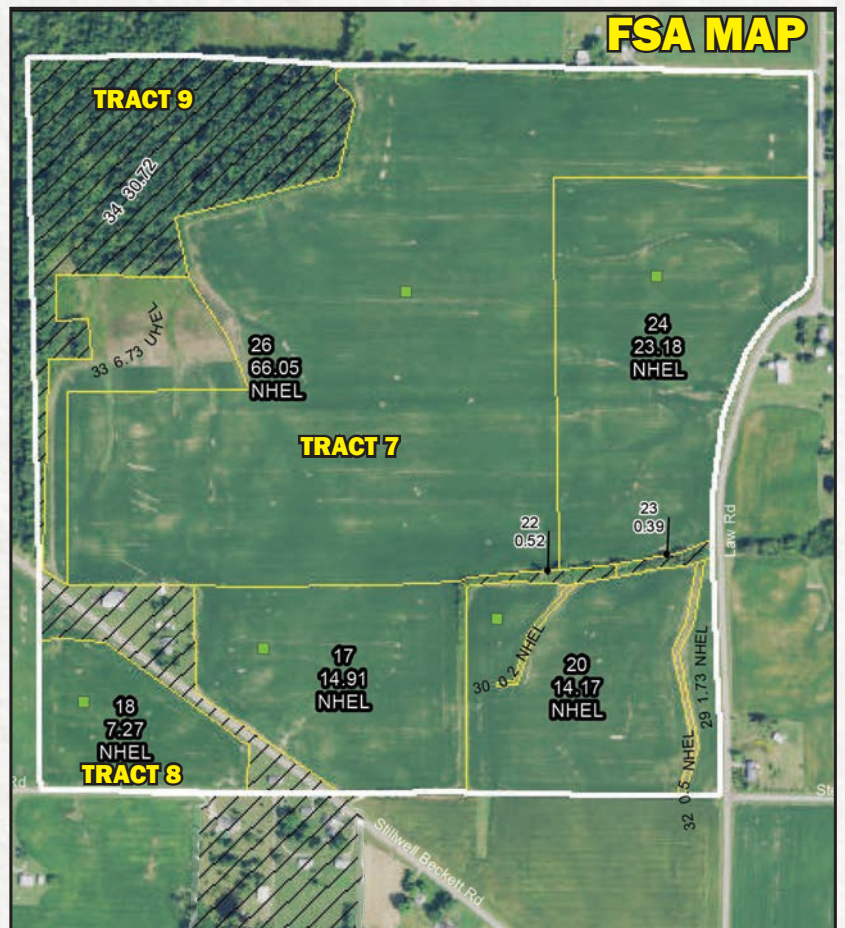 FSA MAP
TRACT 9
34 30.72
33 6.73 UHEL
26
66.05
NHEL
24
23.18
NHEL
TRACT 7
22
0.52
23
0.39
Law Rd
17
14.91
NHEL
30 0.2 NHEL
20
14.17
NHEL
29 1.73 NHEL
18
7.27
NHEL
TRACT 8
32 0.5 NHEL
Rd
Stillwell Beckett Rd